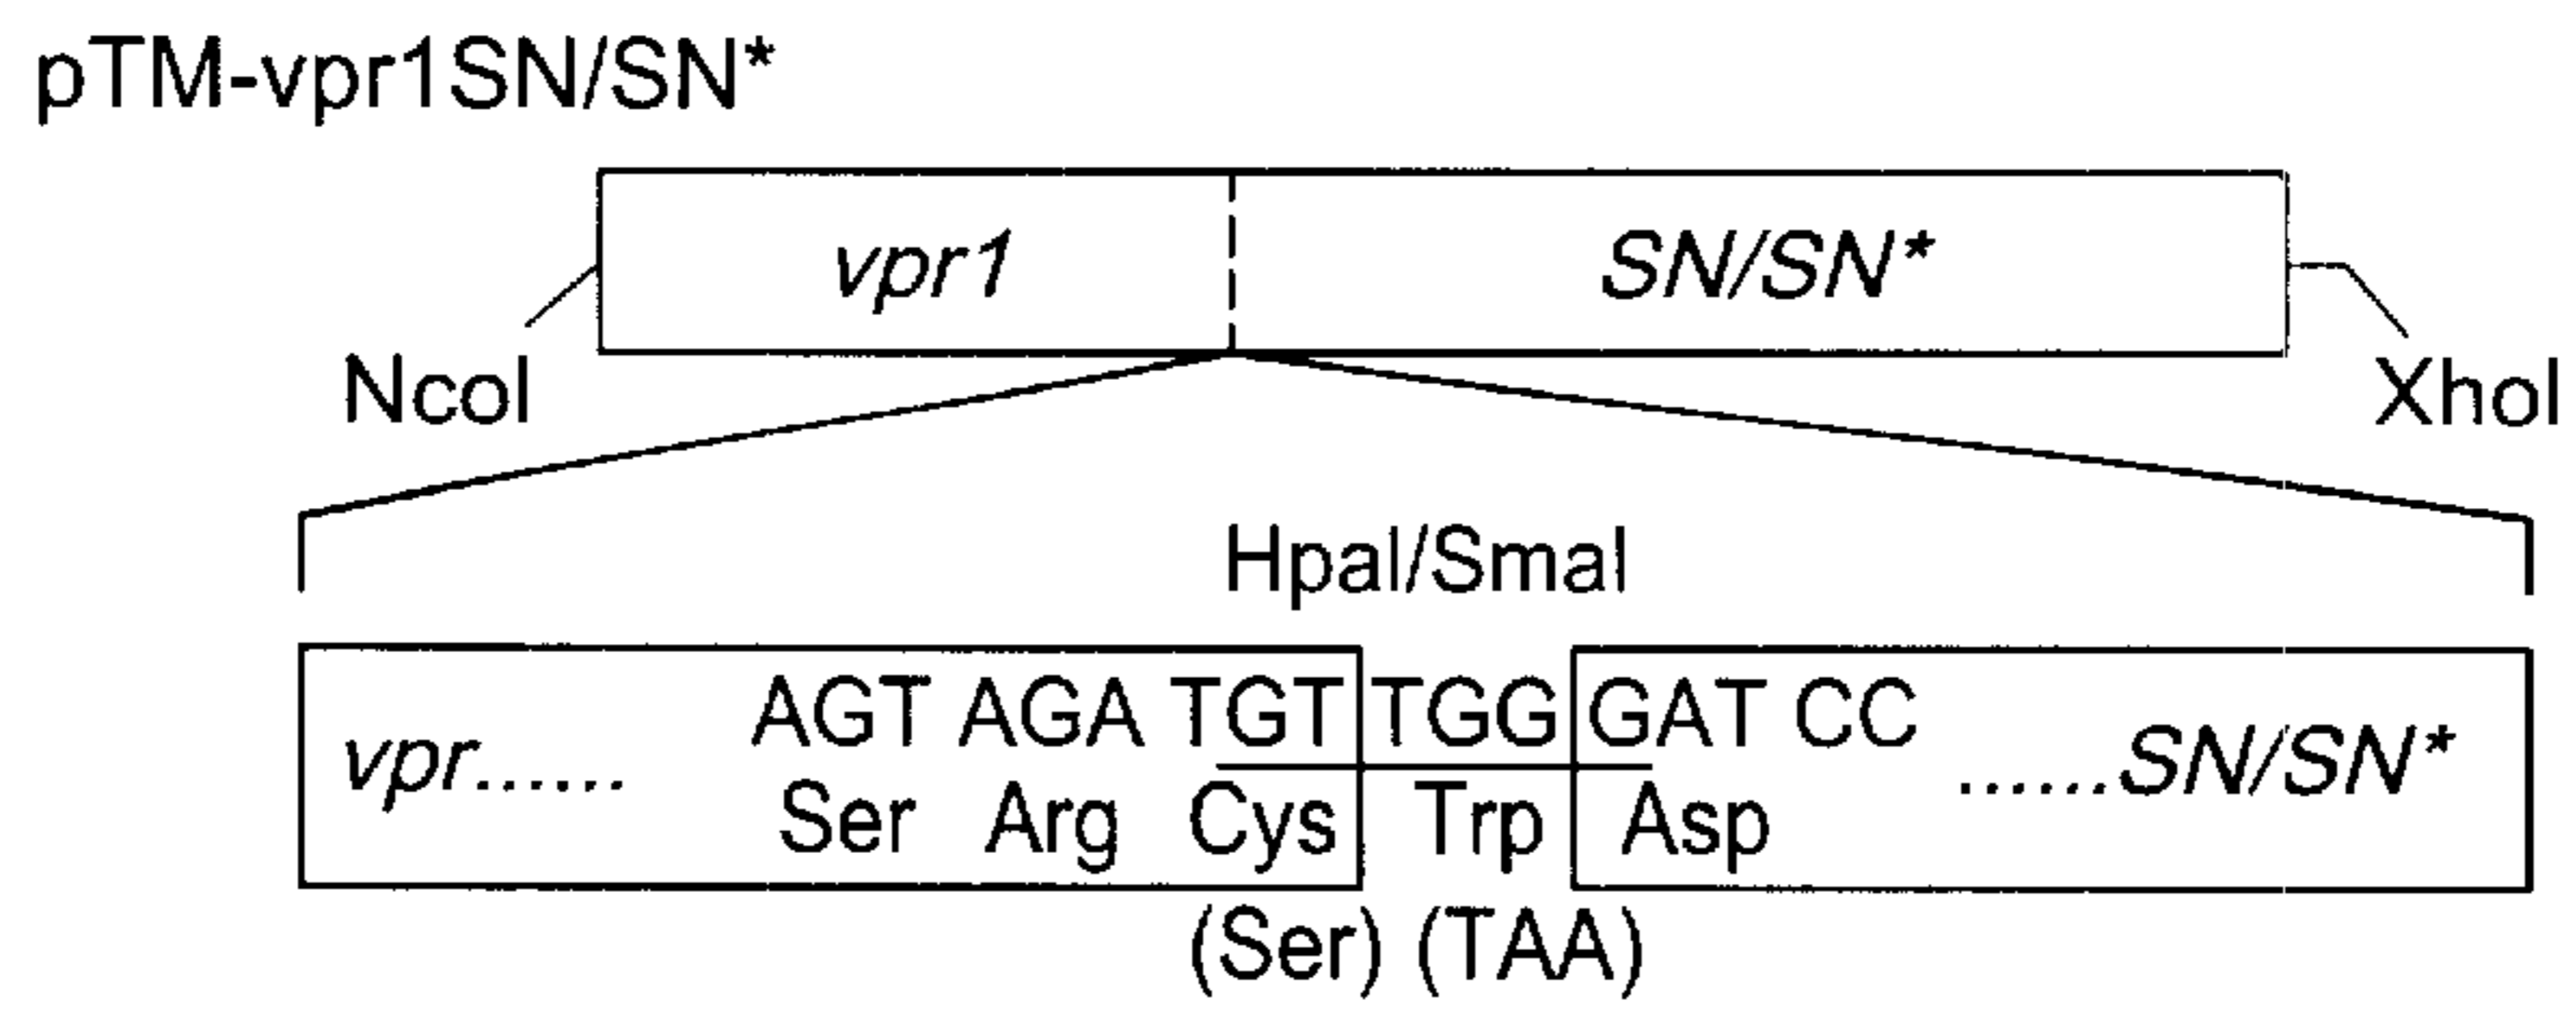 pTM-vpr1SN/SN*
vpr1 SN/SN*
NcoI XhoI
HpaI/SmaI
AGT AGA TGT TGG GAT CC
vpr...... ......SN/SN*
Ser Arg Cys Trp Asp
(Ser) (TAA)